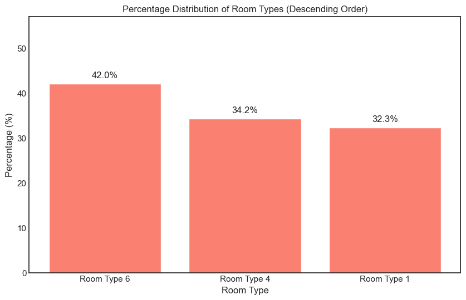 Percentage Distribution of Room Types (Descending Order)
Percentage (%)
50
40
30
20
10
0
42.0%
34.2%
32.3%
Room Type 6
Room Type 4
Room Type 1
Room Type